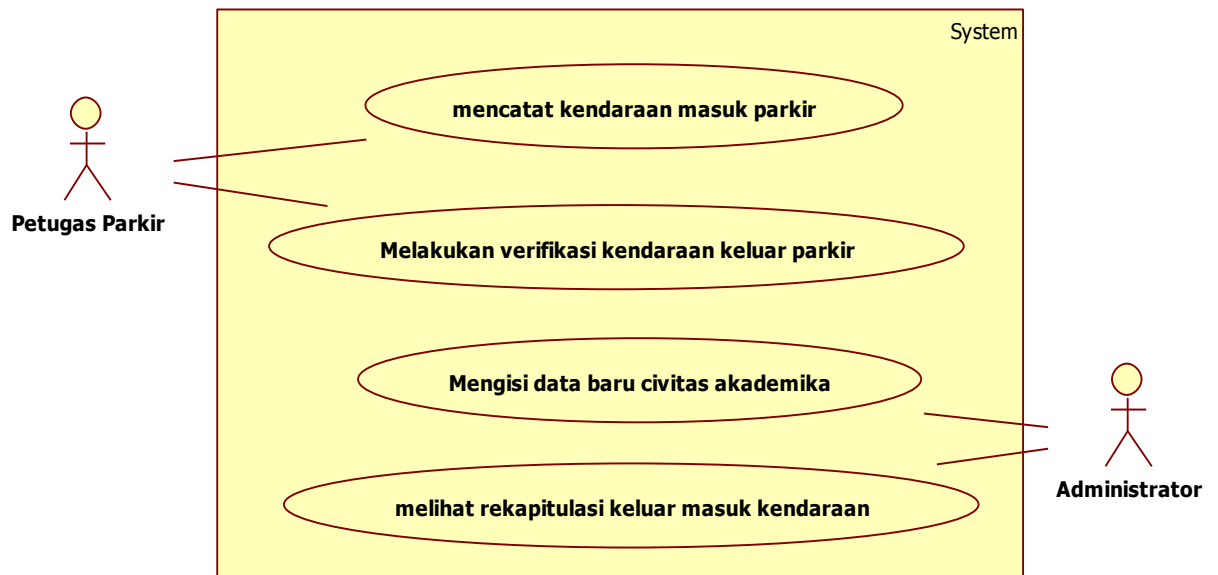 System
mencatat kendaraan masuk parkir
Petugas Parkir
Melakukan verifikasi kendaraan keluar parkir
Mengisi data baru civitas akademika
Administrator
melihat rekapitulasi keluar masuk kendaraan